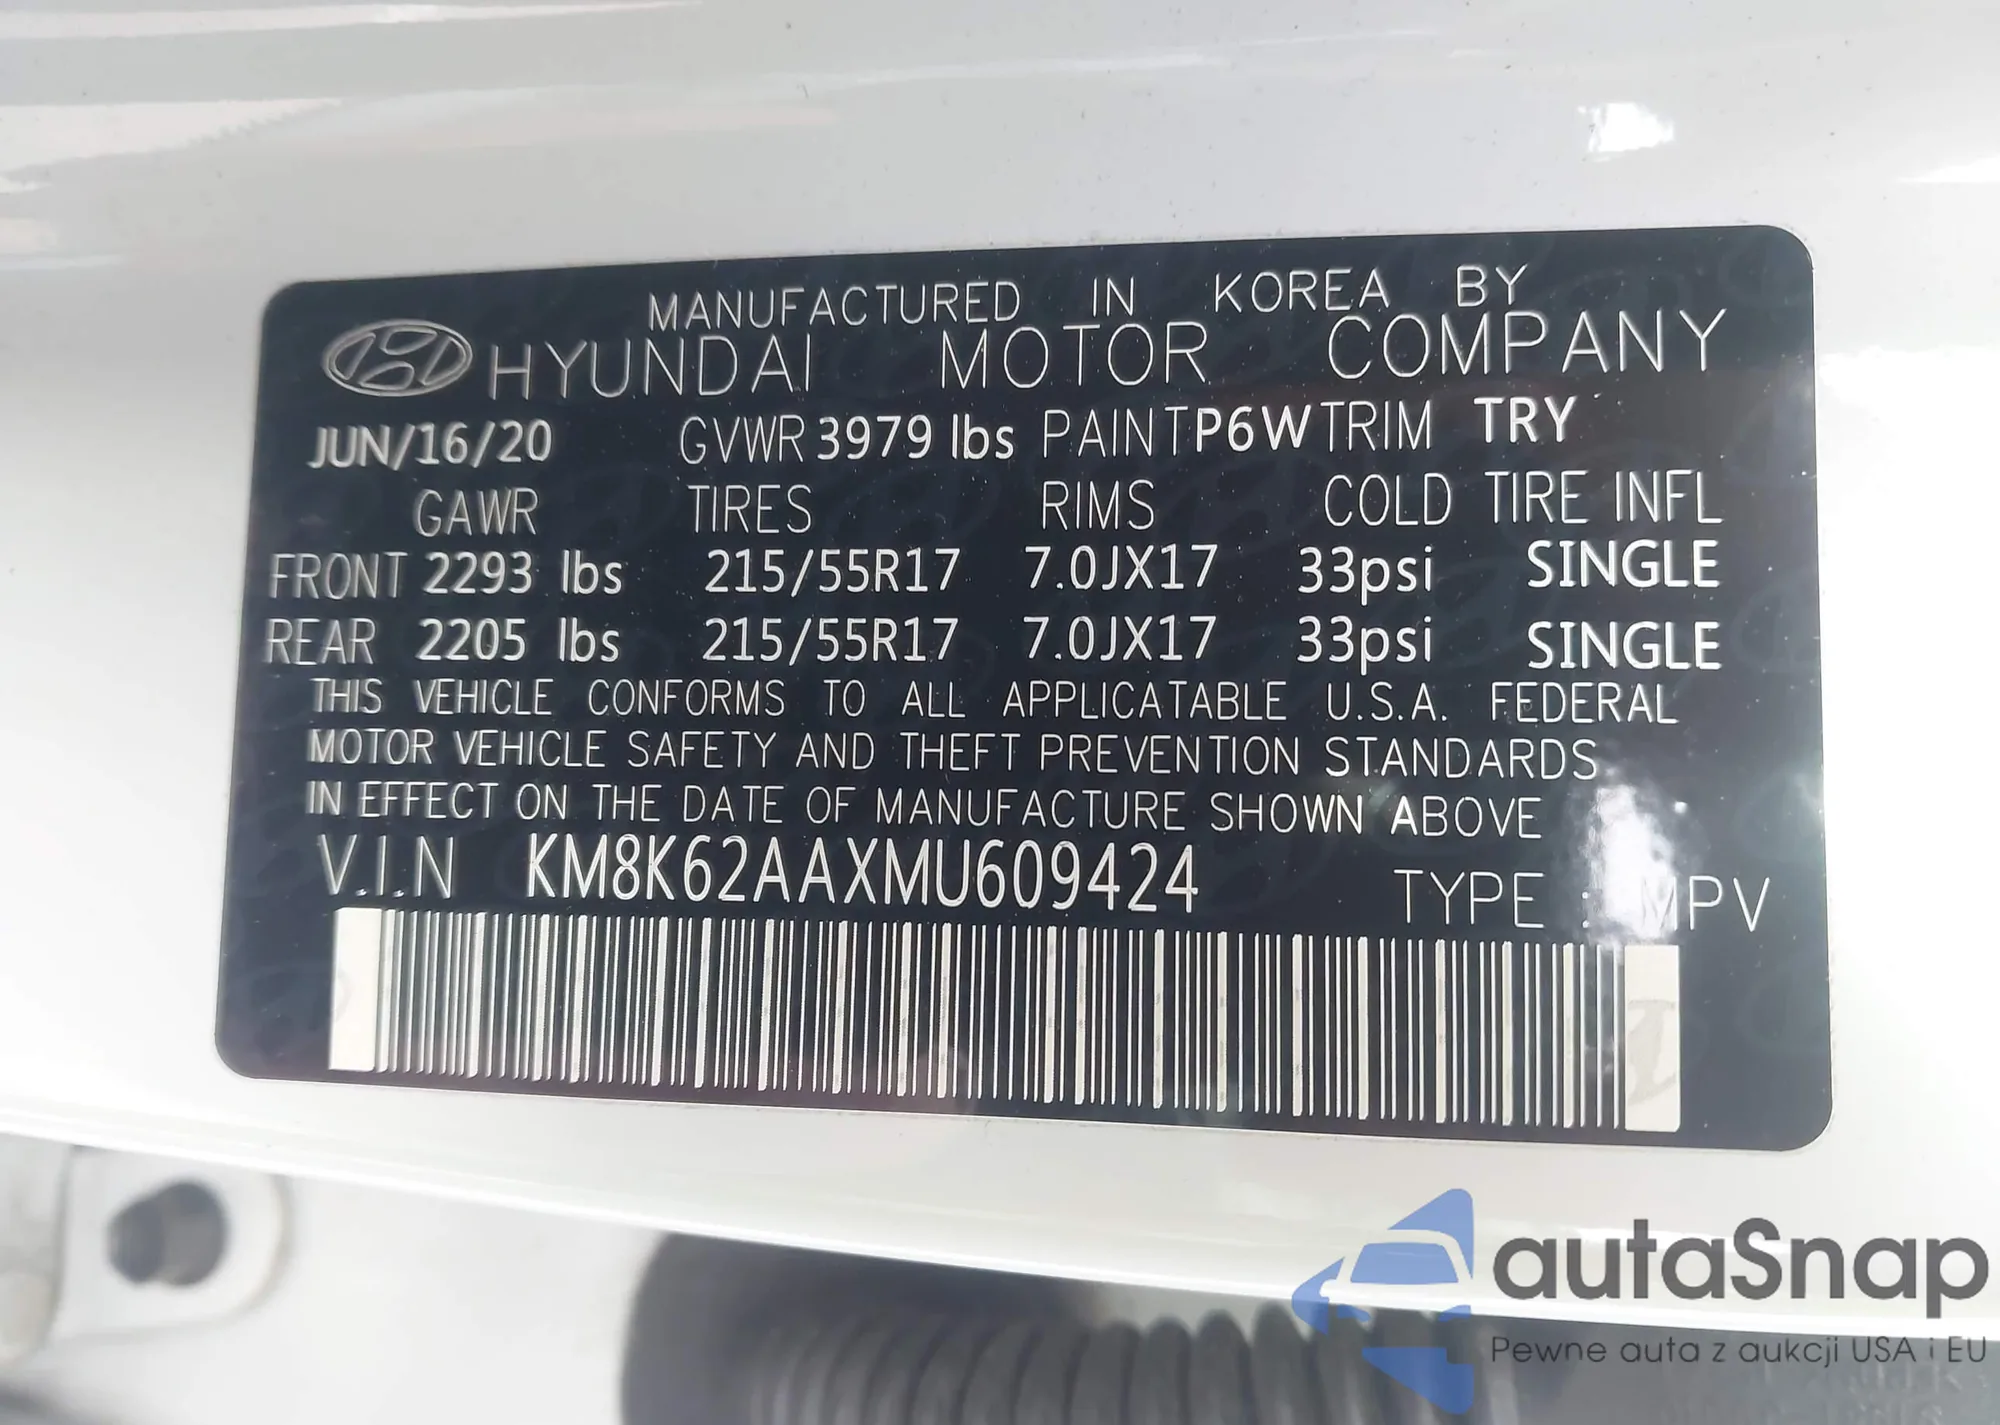 MANUFACTURED IN KOREA BY
HYUNDAI MOTOR COMPANY
JUN/16/20 GVWR 3979 lbs PAINT P6W TRIM TRY
GAWR TIRES RIMS COLD TIRE INFL
FRONT 2293 lbs 215/55R17 7.0JX17 33psi SINGLE
REAR 2205 lbs 215/55R17 7.0JX17 33psi SINGLE
THIS VEHICLE CONFORMS TO ALL APPLICATABLE U.S.A. FEDERAL
MOTOR VEHICLE SAFETY AND THEFT PREVENTION STANDARDS
IN EFFECT ON THE DATE OF MANUFACTURE SHOWN ABOVE
V.I.N KM8K62AAXMU609424
TYPE : MPV
autaSnap
Pewne auta z aukcji USA i EU